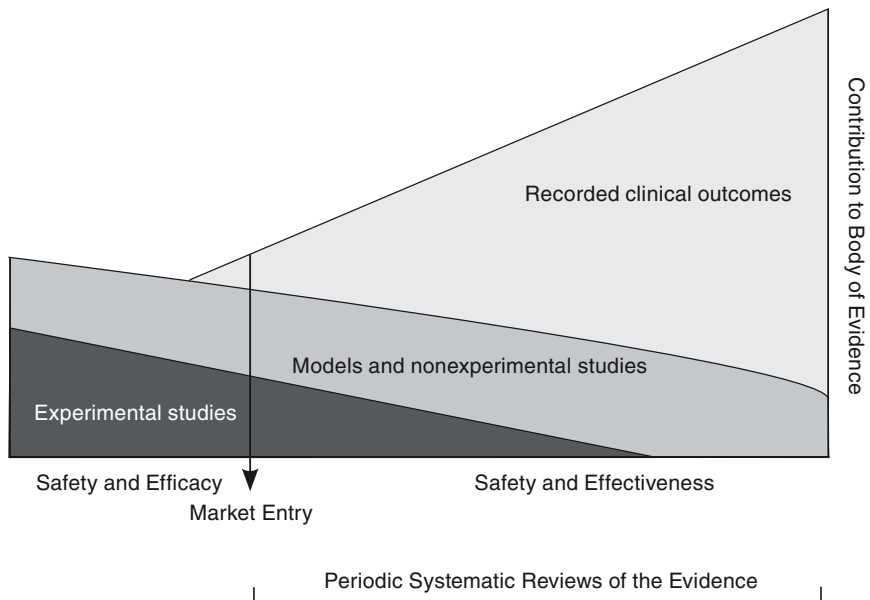 Recorded clinical outcomes
Contribution to Body of Evidence
Models and nonexperimental studies
Experimental studies
Safety and Efficacy
Safety and Effectiveness
Market Entry
Periodic Systematic Reviews of the Evidence